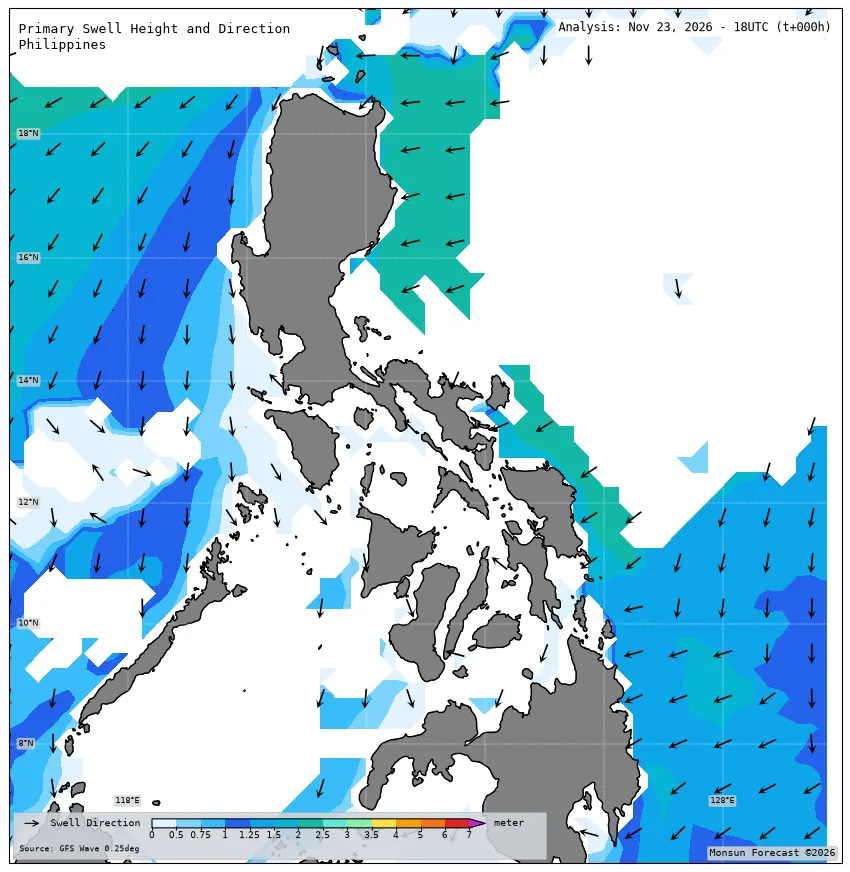 Primary Swell Height and Direction
Philippines
Analysis: Nov 23, 2026 - 18UTC (t+000h)
18°N
16°N
14°N
12°N
10°N
8°N
118°E
128°E
Swell Direction
0 0.5 0.75 1 1.25 1.5 2 2.5 3 3.5 4 5 6 7
meter
Source: GFS Wave 0.25deg
Monsun Forecast ©2026